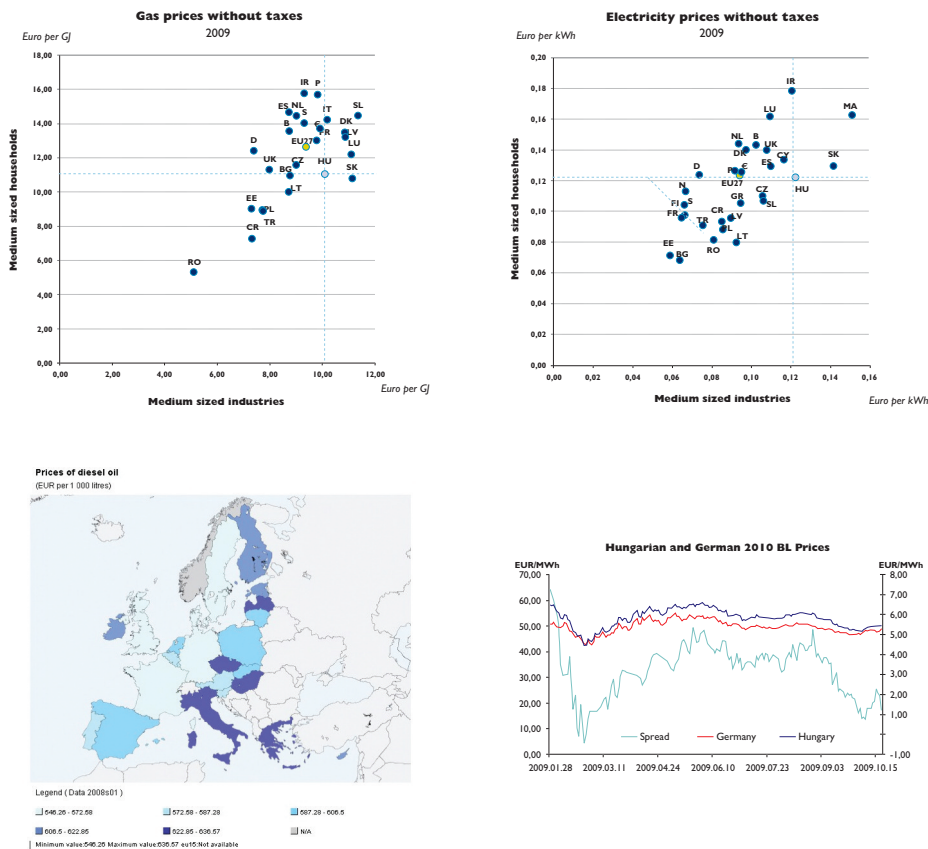 Gas prices without taxes
2009
Euro per GJ
18,00
16,00
14,00
12,00
10,00
8,00
6,00
4,00
2,00
0,00
Medium sized households
IR P
ES NL S IT SL
B € DK LV
FR
EU27 LU
D
UK CZ HU
BG SK
LT
EE PL
TR
CR
RO
0,00 2,00 4,00 6,00 8,00 10,00 12,00
Euro per GJ
Medium sized industries
Electricity prices without taxes
2009
Euro per kWh
0,20
0,18
0,16
0,14
0,12
0,10
0,08
0,06
0,04
0,02
0,00
Medium sized households
IR
LU MA
NL B UK
DK CY SK
D P € ES
EU27
N GR CZ HU
FI S SL
FR CR LV
TR PL
RO LT
EE BG
0,00 0,02 0,04 0,06 0,08 0,10 0,12 0,14 0,16
Medium sized industries
Euro per kWh
Prices of diesel oil
(EUR per 1 000 litres)
Legend ( Data 2008s01 )
546.26 - 572.58 572.58 - 587.28 587.28 - 606.5
606.5 - 622.85 622.85 - 636.57 N/A
Minimum value:546.26 Maximum value:636.57 eu15:Not available
Hungarian and German 2010 BL Prices
EUR/MWh EUR/MWh
70,00 8,00
60,00 7,00
50,00 6,00
40,00 5,00
30,00 4,00
20,00 3,00
10,00 2,00
0,00 1,00
-1,00
Spread Germany Hungary
2009.01.28 2009.03.11 2009.04.24 2009.06.10 2009.07.23 2009.09.03 2009.10.15